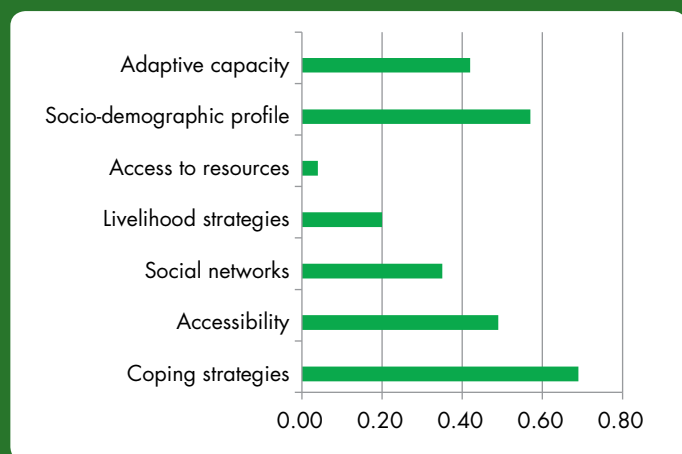 Adaptive capacity
Socio-demographic profile
Access to resources
Livelihood strategies
Social networks
Accessibility
Coping strategies
0.00 0.20 0.40 0.60 0.80